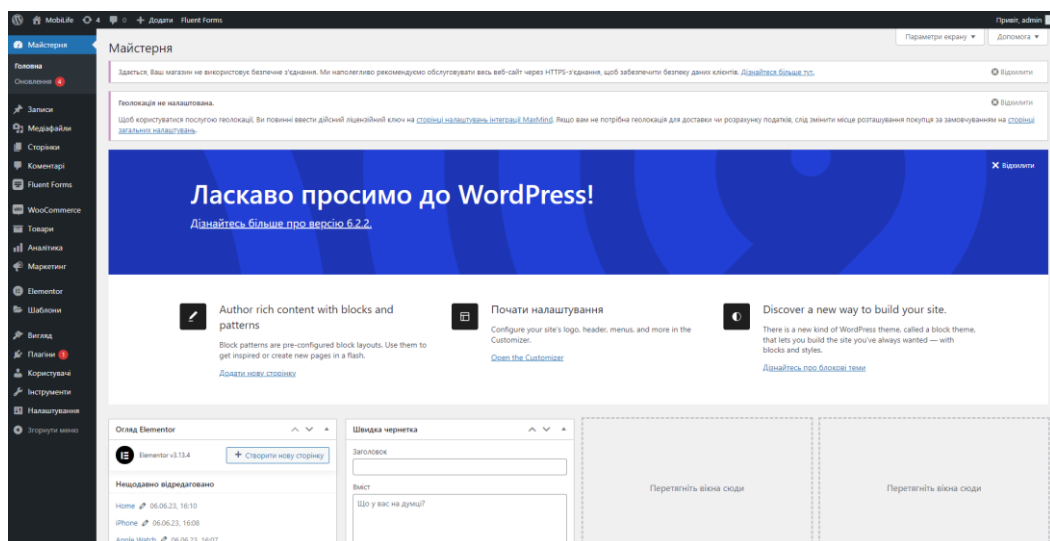 MobiLife 4 0 + Додати Fluent Forms Привіт, admin
Майстерня
Головна
Оновлення 4
Записи
Медіафайли
Сторінки
Коментарі
Fluent Forms
WooCommerce
Товари
Аналітика
Маркетинг
Elementor
Шаблони
Вигляд
Плагіни 1
Користувачі
Інструменти
Налаштування
Згорнути меню
Параметри екрану Допомога
Майстерня
Здається, Ваш магазин не використовує безпечне з'єднання. Ми наполегливо рекомендуємо обслуговувати весь веб-сайт через HTTPS-з'єднання, щоб забезпечити безпеку даних клієнтів. Дізнайтеся більше тут. Відхилити
Геолокація не налаштована. Відхилити
Щоб користуватися послугою геолокації, Ви повинні ввести дійсний ліцензійний ключ на сторінці налаштувань інтеграції MaxMind. Якщо вам не потрібна геолокація для доставки чи розрахунку податків, слід змінити місце розташування покупця за замовчуванням на сторінці
загальних налаштувань.
Відхилити
Ласкаво просимо до WordPress!
Дізнайтесь більше про версію 6.2.2.
Author rich content with blocks and
patterns
Block patterns are pre-configured block layouts. Use them to
get inspired or create new pages in a flash.
Додати нову сторінку
Почати налаштування
Configure your site's logo, header, menus, and more in the
Customizer.
Open the Customizer
Discover a new way to build your site.
There is a new kind of WordPress theme, called a block theme,
that lets you build the site you've always wanted — with
blocks and styles.
Дізнайтесь про блокові теми
Огляд Elementor
Elementor v3.13.4 + Створити нову сторінку
Нещодавно відредаговано
Home 06.06.23, 16:10
iPhone 06.06.23, 16:08
Apple Watch 06.06.23, 16:07
Швидка чернетка
Заголовок
Вміст
Що у вас на думці?
Перетягніть вікна сюди
Перетягніть вікна сюди